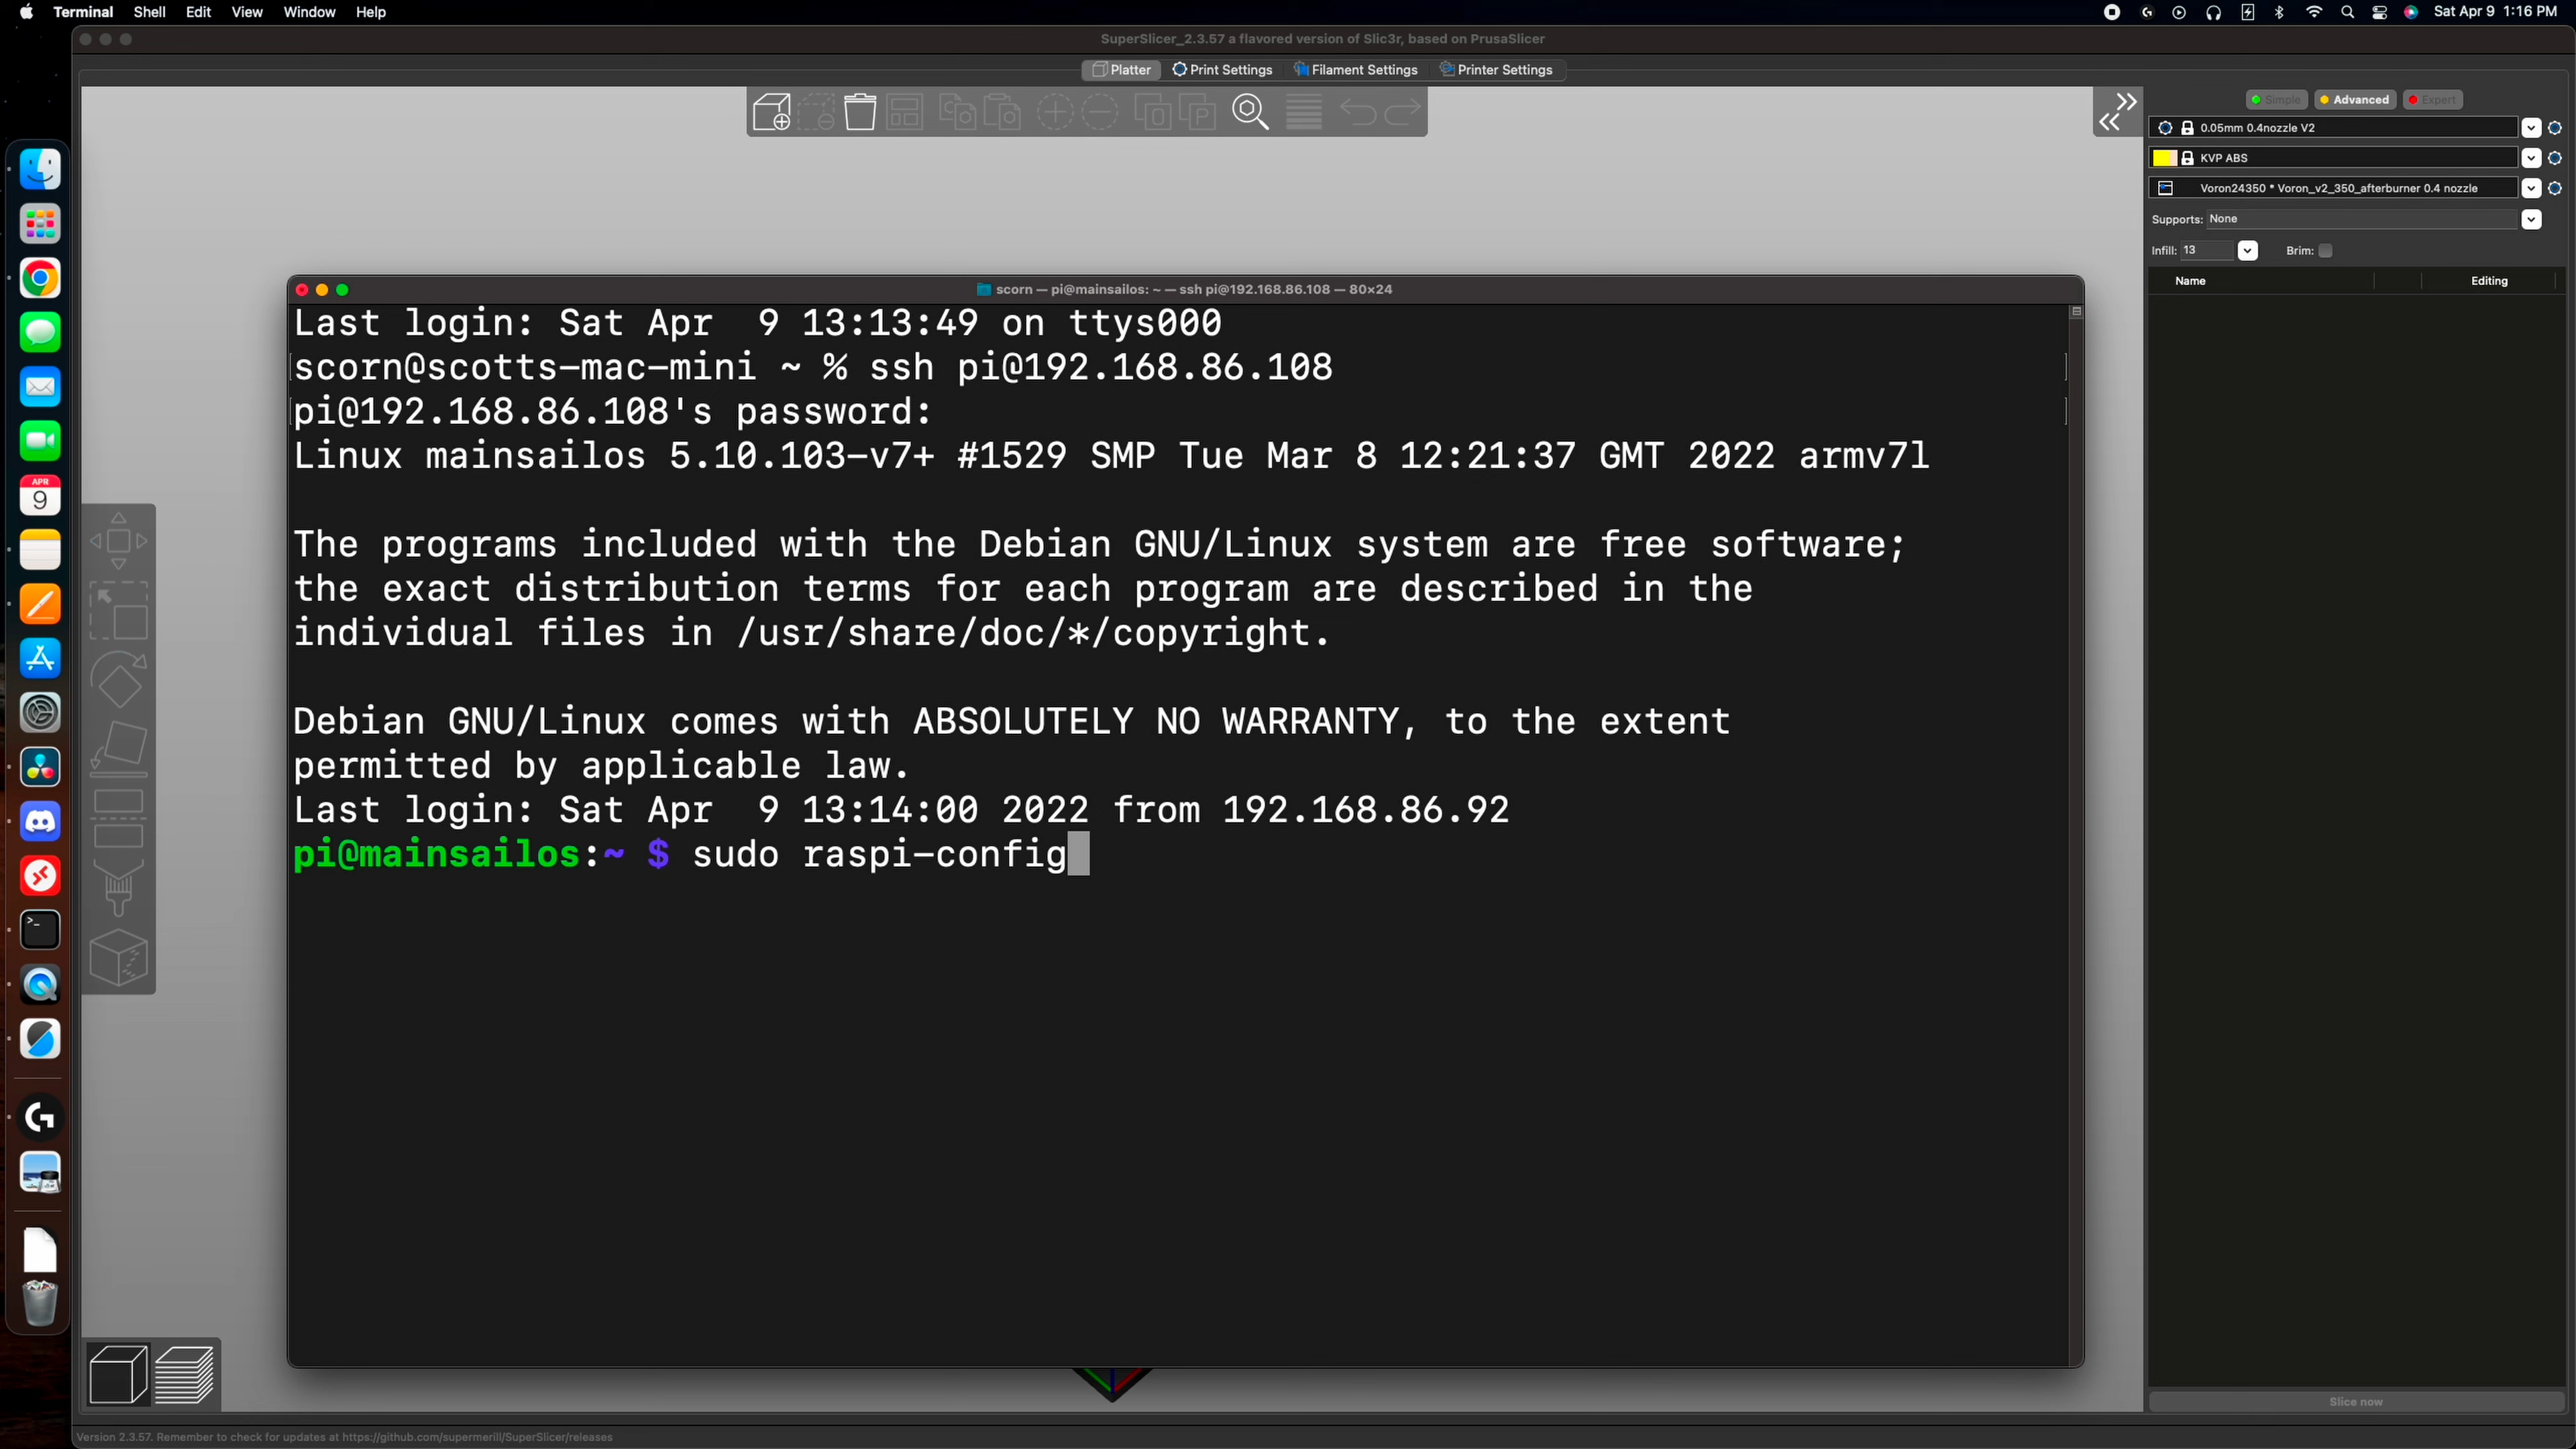 Terminal Shell Edit View Window Help
Sat Apr 9 1:16 PM
SuperSlicer_2.3.57 a flavored version of Slic3r, based on PrusaSlicer
Platter Print Settings Filament Settings Printer Settings
Simple Advanced Expert
0.05mm 0.4nozzle V2
KVP ABS
Voron24350 * Voron_v2_350_afterburner 0.4 nozzle
Supports: None
Infill: 13 Brim:
Name Editing
APR
9
scorn — pi@mainsailos: ~ — ssh pi@192.168.86.108 — 80×24
Last login: Sat Apr  9 13:13:49 on ttys000
scorn@scotts-mac-mini ~ % ssh pi@192.168.86.108
pi@192.168.86.108's password:
Linux mainsailos 5.10.103-v7+ #1529 SMP Tue Mar 8 12:21:37 GMT 2022 armv7l
The programs included with the Debian GNU/Linux system are free software;
the exact distribution terms for each program are described in the
individual files in /usr/share/doc/*/copyright.
Debian GNU/Linux comes with ABSOLUTELY NO WARRANTY, to the extent
permitted by applicable law.
Last login: Sat Apr  9 13:14:00 2022 from 192.168.86.92
pi@mainsailos:~ $ sudo raspi-config
Slice now
Version 2.3.57. Remember to check for updates at https://github.com/supermerill/SuperSlicer/releases